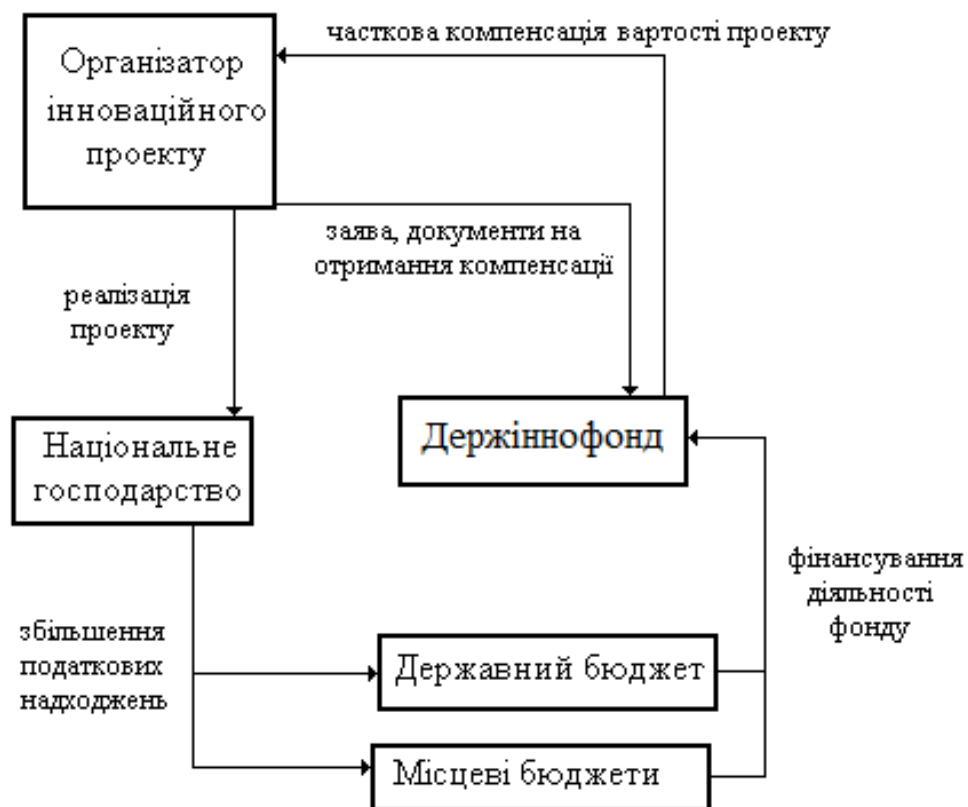 часткова компенсація вартості проекту
Організатор
інноваційного
проекту
заява, документи на
отримання компенсації
реалізація
проекту
Національне
господарство
Держіннофонд
фінансування
діяльності
фонду
збільшення
податкових
надходжень
Державний бюджет
Місцеві бюджети